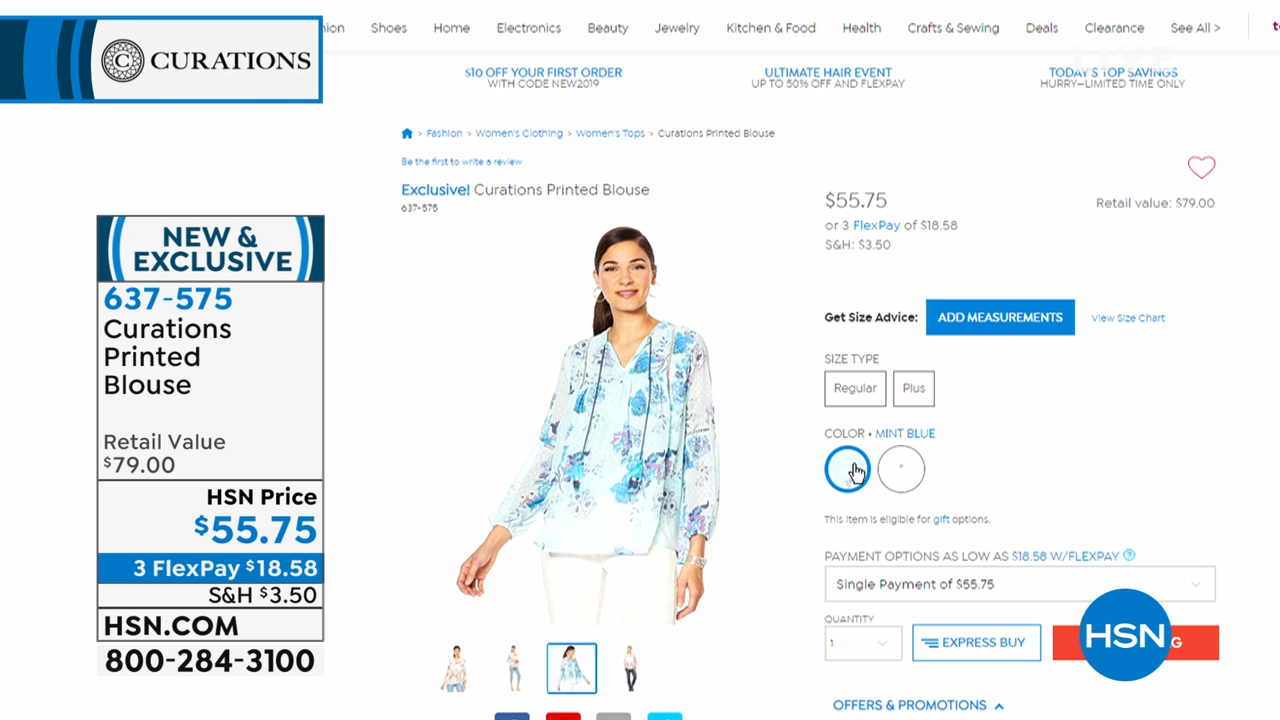 C CURATIONS
Shoes
Home
Electronics
Beauty
Jewelry
Kitchen & Food
Health
Crafts & Sewing
Deals
Clearance
See All >
LIVE
$10 OFF YOUR FIRST ORDER
WITH CODE NEW2019
ULTIMATE HAIR EVENT
UP TO 50% OFF AND FLEXPAY
TODAY'S TOP SAVINGS
HURRY—LIMITED TIME ONLY
> Fashion > Women's Clothing > Women's Tops > Curations Printed Blouse
Be the first to write a review
Exclusive! Curations Printed Blouse
637-575
$55.75
Retail value: $79.00
or 3 FlexPay of $18.58
S&H: $3.50
Get Size Advice:
ADD MEASUREMENTS
View Size Chart
SIZE TYPE
Regular
Plus
COLOR • MINT BLUE
This item is eligible for gift options.
PAYMENT OPTIONS AS LOW AS $18.58 W/FLEXPAY ?
Single Payment of $55.75
QUANTITY
1
EXPRESS BUY
HSN
G
OFFERS & PROMOTIONS
NEW &
EXCLUSIVE
637-575
Curations
Printed
Blouse
Retail Value
$79.00
HSN Price
$55.75
3 FlexPay $18.58
S&H $3.50
HSN.COM
800-284-3100